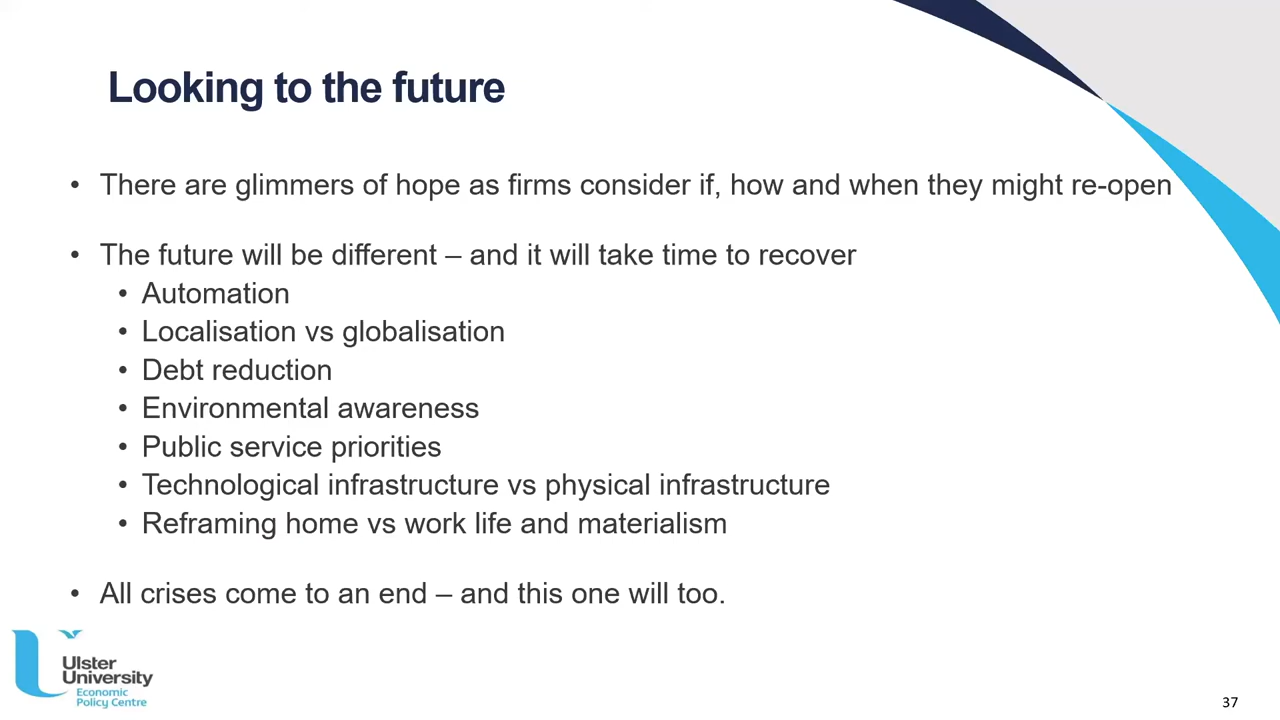 Looking to the future
• There are glimmers of hope as firms consider if, how and when they might re-open
• The future will be different – and it will take time to recover
• Automation
• Localisation vs globalisation
• Debt reduction
• Environmental awareness
• Public service priorities
• Technological infrastructure vs physical infrastructure
• Reframing home vs work life and materialism
• All crises come to an end – and this one will too.
Ulster
University
Economic
Policy Centre
37